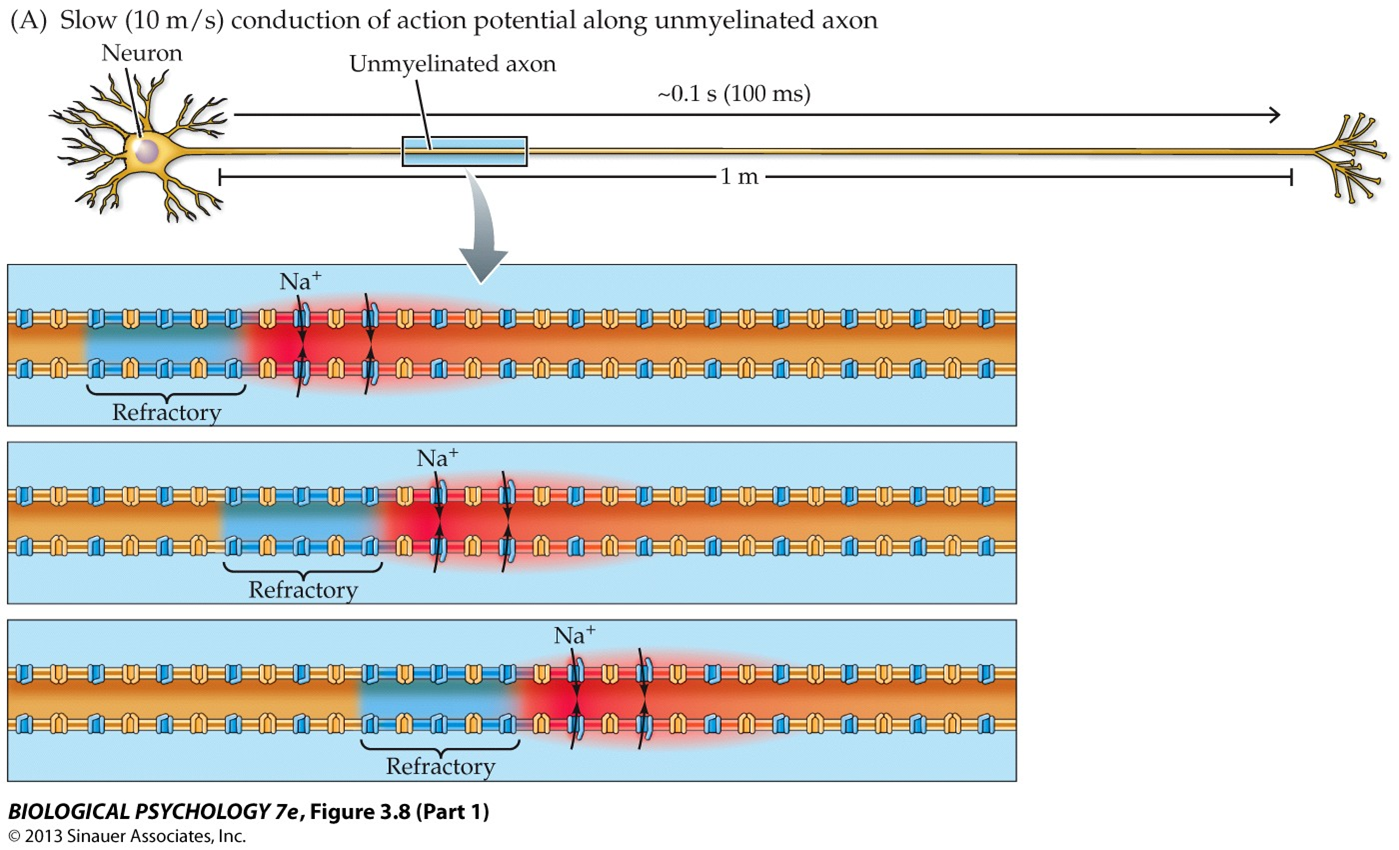 (A) Slow (10 m/s) conduction of action potential along unmyelinated axon
Neuron
Unmyelinated axon
~0.1 s (100 ms)
1 m
Na⁺
Refractory
Na⁺
Refractory
Na⁺
Refractory
BIOLOGICAL PSYCHOLOGY 7e, Figure 3.8 (Part 1)
© 2013 Sinauer Associates, Inc.